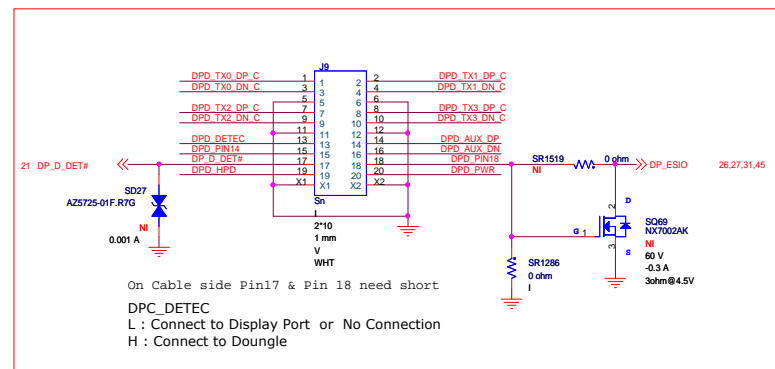 J9
DPD_TX0_DP_C 1 1 2 2 DPD_TX1_DP_C
DPD_TX0_DN_C 3 3 4 4 DPD_TX1_DN_C
5 5 6 6
DPD_TX2_DP_C 7 7 8 8 DPD_TX3_DP_C
DPD_TX2_DN_C 9 9 10 10 DPD_TX3_DN_C
11 11 12 12
DPD_DETEC 13 13 14 14 DPD_AUX_DP
DPD_PIN14 15 15 16 16 DPD_AUX_DN
21 DP_D_DET# DP_D_DET# 17 17 18 18 DPD_PIN18 SR1519 0 ohm DP_ESIO 26,27,31,45
DPD_HPD 19 19 20 20 DPD_PWR NI
X1 X1 X2 X2
SD27
AZ5725-01F.R7G
NI
0.001 A
Sn
I
2*10
1 mm
V
WHT
2 D
SQ69
NX7002AK
G 1
NI
3 S
60 V
-0.3 A
3ohm@4.5V
SR1286
0 ohm
I
On Cable side Pin17 & Pin 18 need short
DPC_DETEC
L : Connect to Display Port or No Connection
H : Connect to Doungle